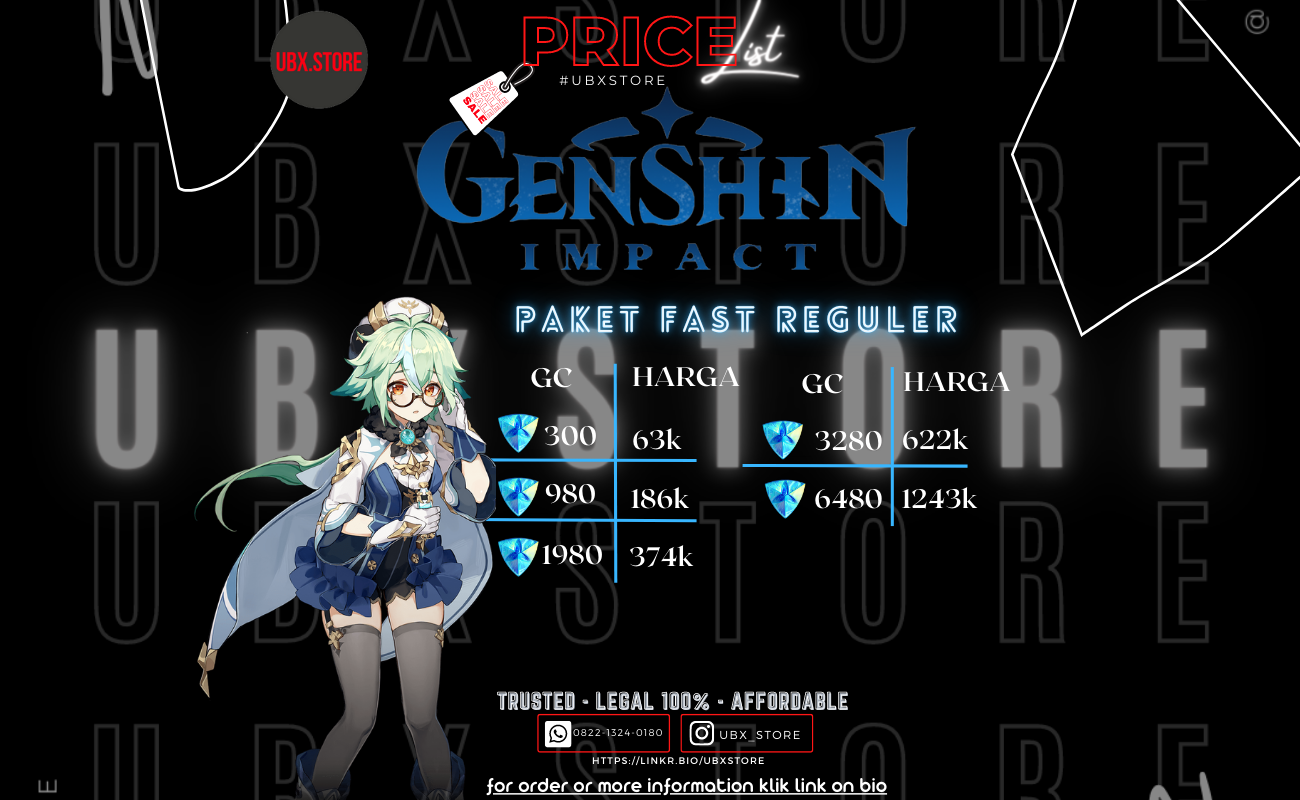 U B X S T O R E
UBX.STORE
PRICE List
#UBXSTORE
SALE
GENSHIN
IMPACT
U B X S T O R E
PAKET FAST REGULER
U B X S T O R E
GC HARGA
300 63k
980 186k
1980 374k
GC HARGA
3280 622k
6480 1243k
U B X S T O R E
TRUSTED - LEGAL 100% - AFFORDABLE
0822-1324-0180
UBX_STORE
HTTPS://LINKR.BIO/UBXSTORE
U B X S T O R E
for order or more information klik link on bio
E